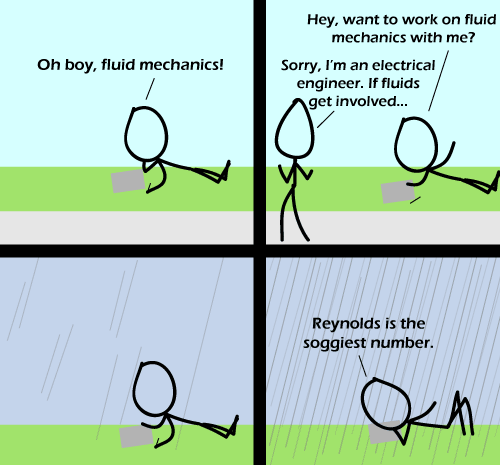 Oh boy, fluid mechanics!
Hey, want to work on fluid
mechanics with me?
Sorry, I'm an electrical
engineer. If fluids
get involved...
Reynolds is the
soggiest number.